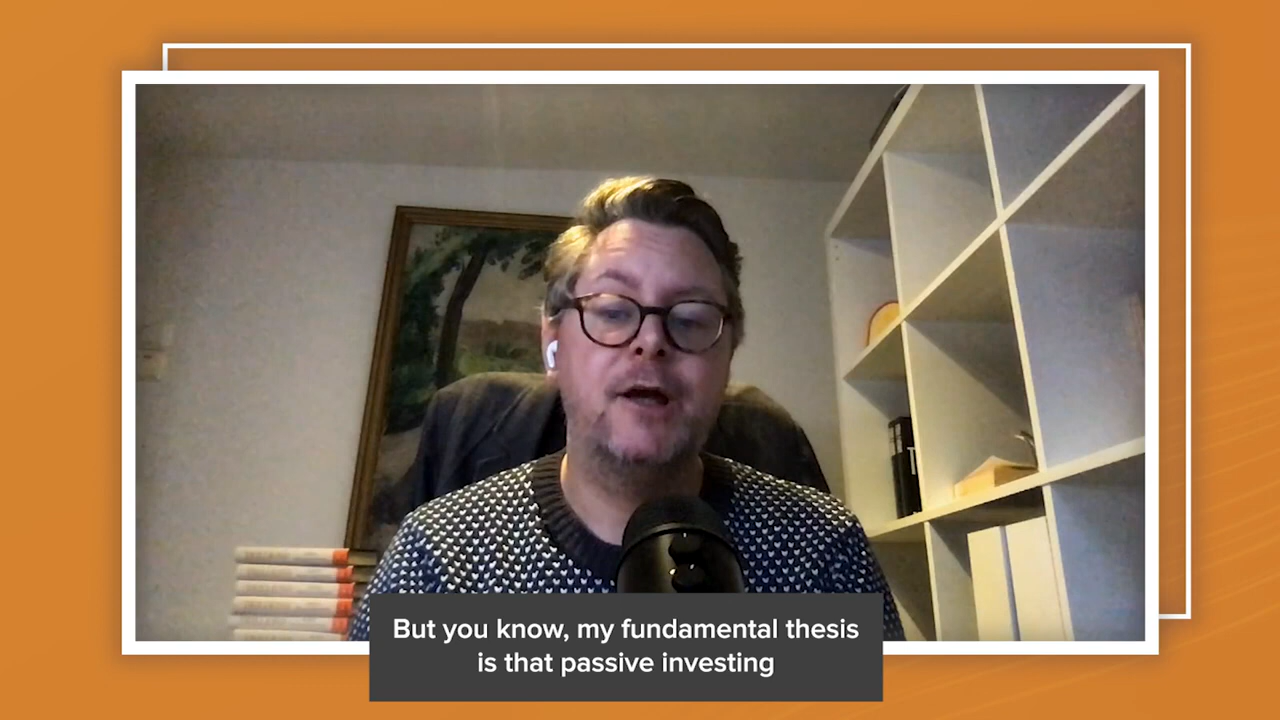 But you know, my fundamental thesis
is that passive investing